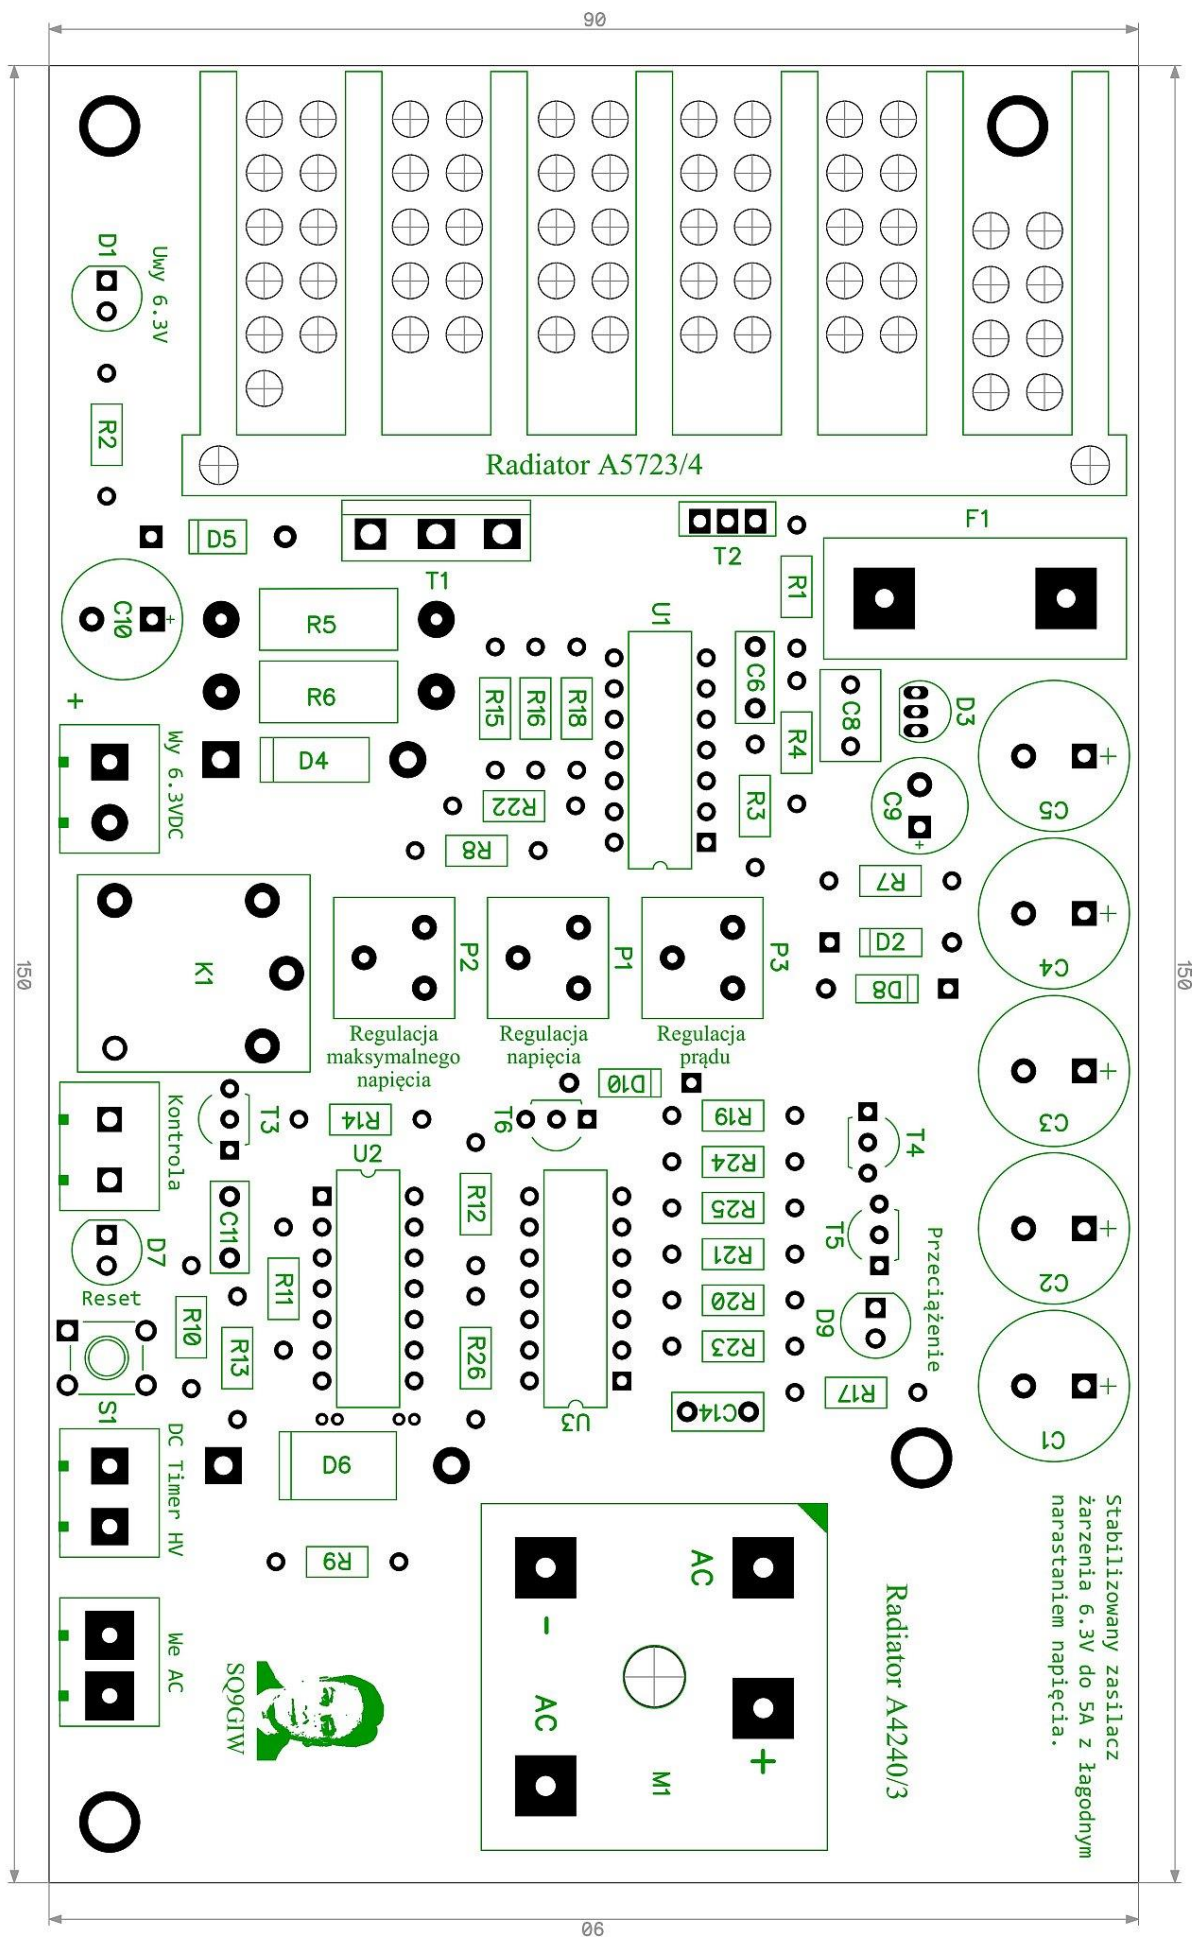 90
150
150
D1
Uwy 6.3V
R2
Radiator A5723/4
D5
T1
T2
F1
R1
C10
+
R5
U1
R6
R15
R16
R18
C6
C8
D3
+
Wy 6.3VDC
D4
R4
R22
R3
C9
+
C5
+
R8
R7
K1
P2
P1
P3
D2
C4
+
D8
Regulacja
maksymalnego
napięcia
Regulacja
napięcia
Regulacja
prądu
D10
Kontrola
T3
R14
T6
R19
C3
+
U2
R24
T4
C11
R12
R25
T5
D7
R21
Przeciążenie
C2
+
Reset
R11
R20
D9
R10
R13
R26
R23
S1
C14
R17
U3
C1
+
DC Timer HV
D6
R9
AC
-
We AC
SQ9GIW
AC
+
M1
Radiator A4240/3
Stabilizowany zasilacz
żarzenia 6.3V do 5A z łagodnym
narastaniem napięcia.
90